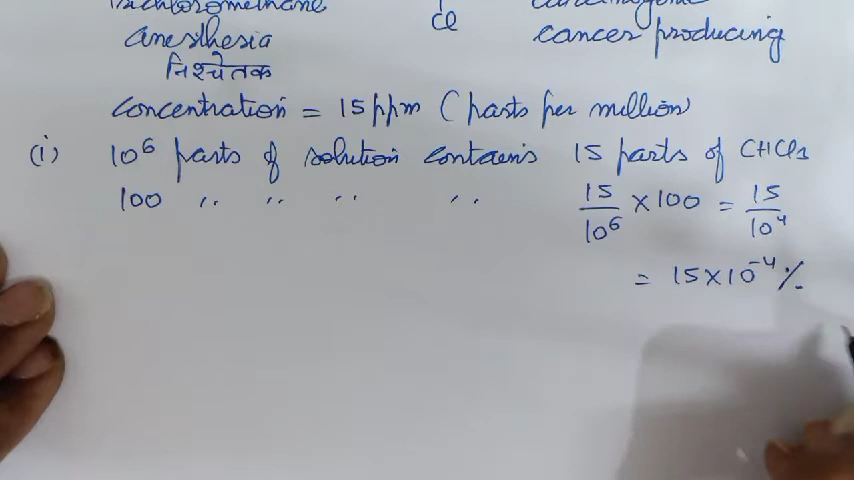 Cl
anesthesia
cancer producing
निश्चेतक
concentration = 15 ppm (parts per million)
(i) 10⁶ parts of solution contains 15 parts of CHCl₃
100 ,, ,, ,, ,, 15/10⁶ × 100 = 15/10⁴
= 15 × 10⁻⁴ %